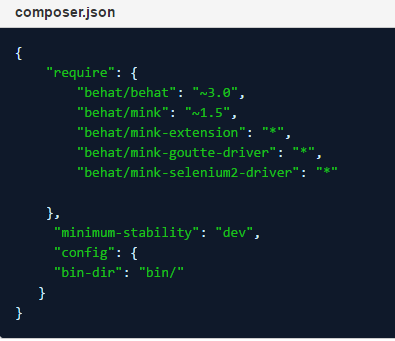 composer.json
{
    "require": {
        "behat/behat": "~3.0",
        "behat/mink": "~1.5",
        "behat/mink-extension": "*",
        "behat/mink-goutte-driver": "*",
        "behat/mink-selenium2-driver": "*"
    },
     "minimum-stability": "dev",
     "config": {
     "bin-dir": "bin/"
   }
}